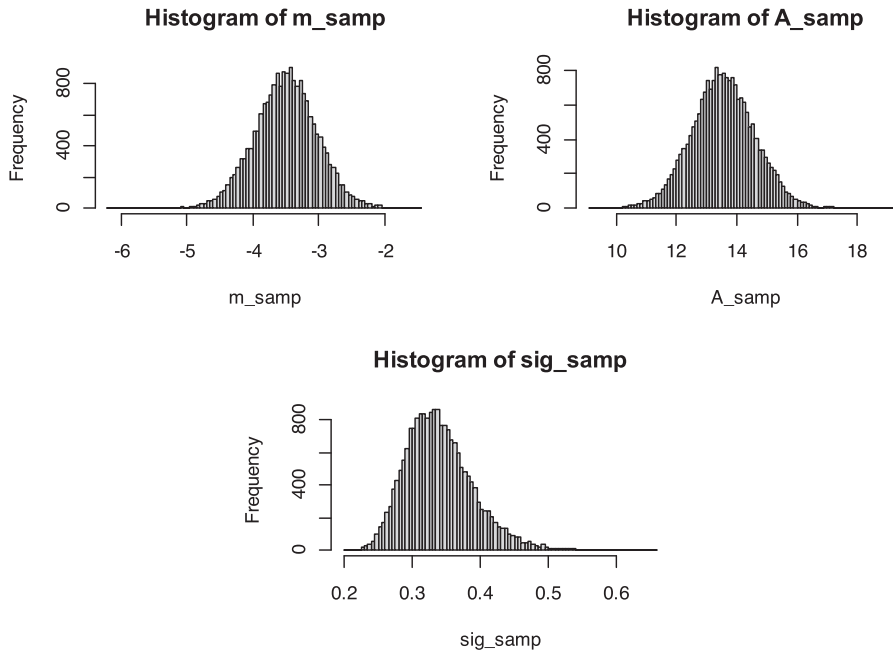 Histogram of m_samp
Frequency
0
400
800
-6 -5 -4 -3 -2
m_samp
Histogram of A_samp
Frequency
0
400
800
10 12 14 16 18
A_samp
Histogram of sig_samp
Frequency
0
400
800
0.2 0.3 0.4 0.5 0.6
sig_samp